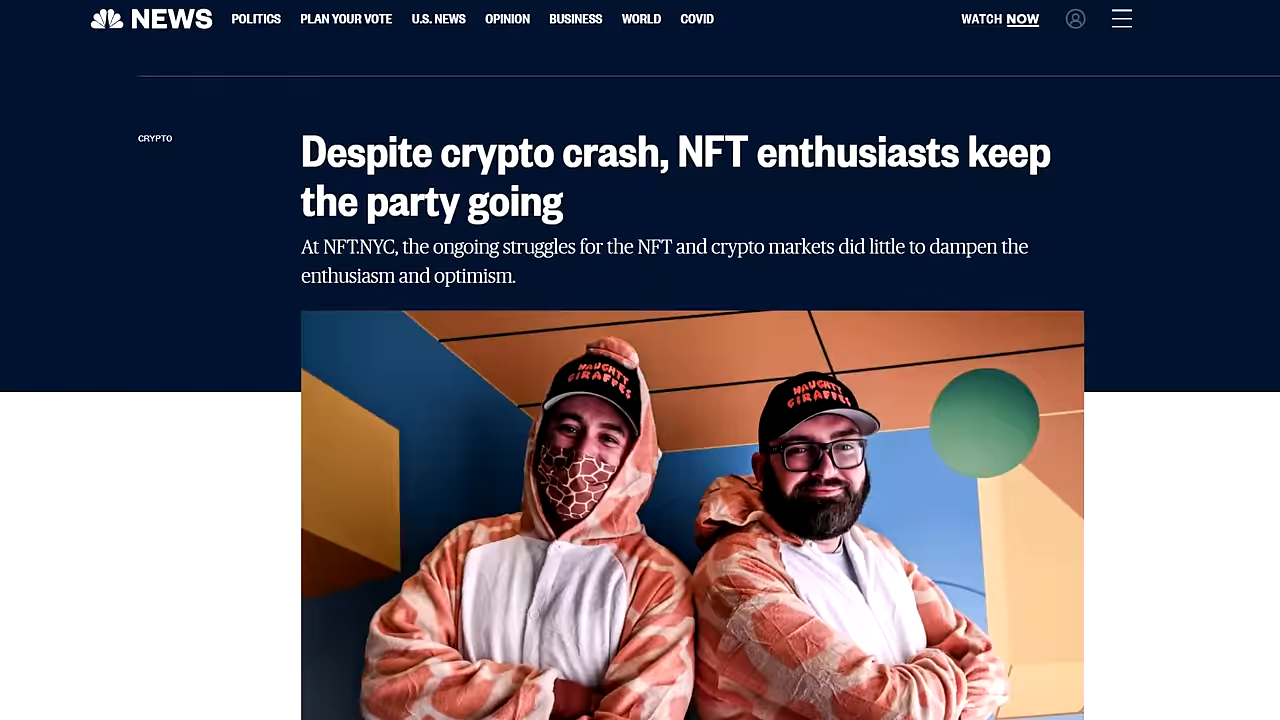 NEWS POLITICS PLAN YOUR VOTE U.S. NEWS OPINION BUSINESS WORLD COVID WATCH NOW
CRYPTO
Despite crypto crash, NFT enthusiasts keep
the party going
At NFT.NYC, the ongoing struggles for the NFT and crypto markets did little to dampen the
enthusiasm and optimism.
NAUGHTY
GIRAFFES
NAUGHTY
GIRAFFES